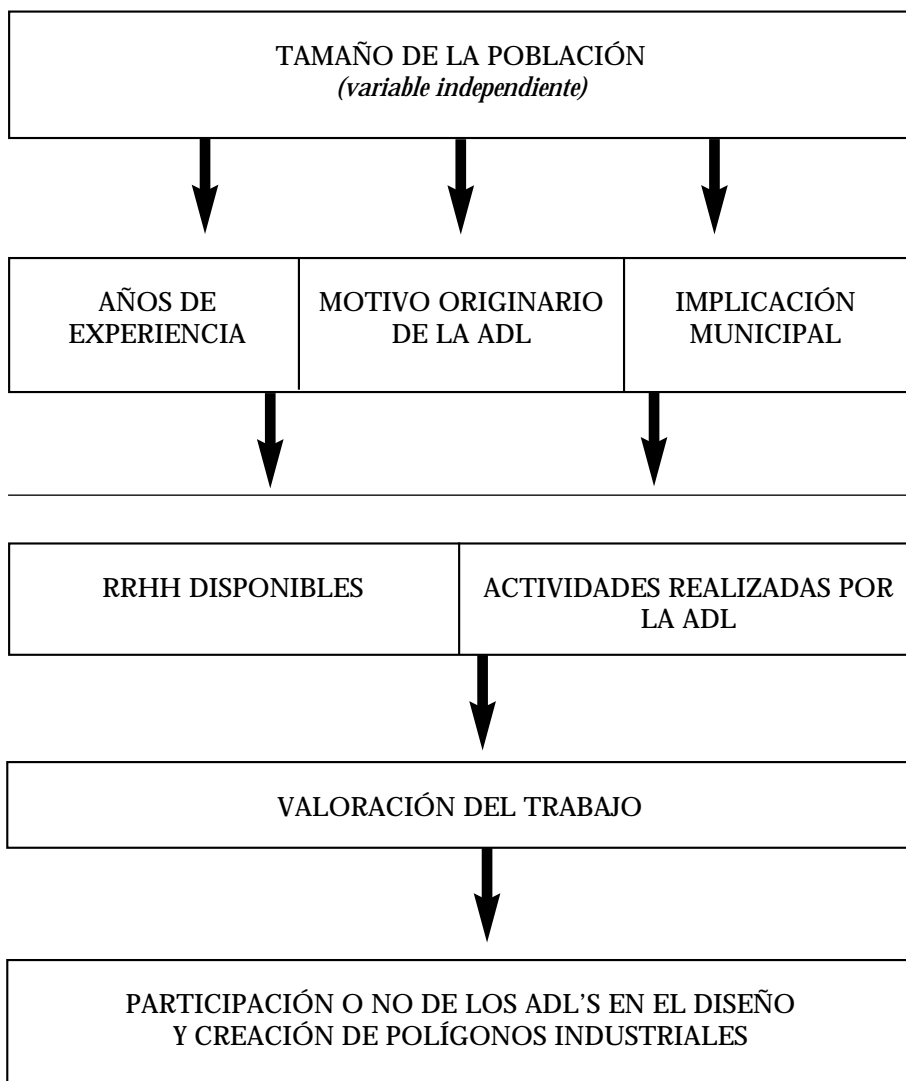 TAMAÑO DE LA POBLACIÓN
(variable independiente)
AÑOS DE
EXPERIENCIA
MOTIVO ORIGINARIO
DE LA ADL
IMPLICACIÓN
MUNICIPAL
RRHH DISPONIBLES
ACTIVIDADES REALIZADAS POR
LA ADL
VALORACIÓN DEL TRABAJO
PARTICIPACIÓN O NO DE LOS ADL'S EN EL DISEÑO
Y CREACIÓN DE POLÍGONOS INDUSTRIALES